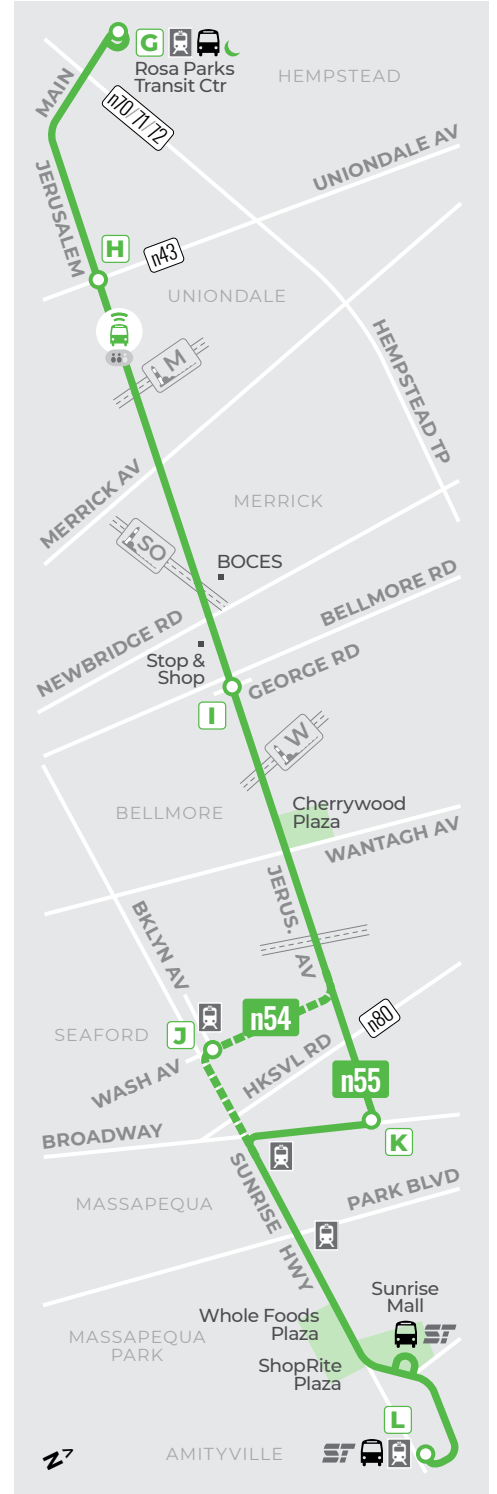 G
Rosa Parks
Transit Ctr
HEMPSTEAD
MAIN
n70/71/72
UNIONDALE AV
JERUSALEM
H
n43
UNIONDALE
M
HEMPSTEAD TP
MERRICK AV
MERRICK
SO
BOCES
BELLMORE RD
NEWBRIDGE RD
Stop &
Shop
GEORGE RD
I
W
BELLMORE
Cherrywood
Plaza
WANTAGH AV
JERUS. AV
BKLYN AV
n54
n80
SEAFORD
J
HKSVL RD
WASH AV
n55
BROADWAY
K
SUNRISE HWY
MASSAPEQUA
PARK BLVD
Sunrise
Mall
ST
Whole Foods
Plaza
MASSAPEQUA
PARK
ShopRite
Plaza
L
ST
AMITYVILLE
N